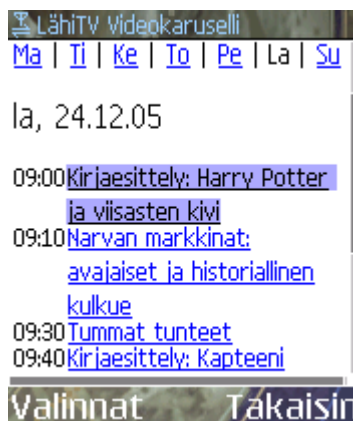 LähiTV Videokaruselli
Ma | Ti | Ke | To | Pe | La | Su
la, 24.12.05
09:00 Kirjaesittely: Harry Potter
ja viisasten kivi
09:10 Narvan markkinat:
avajaiset ja historiallinen
kulkue
09:30 Tummat tunteet
09:40 Kirjaesittely: Kapteeni
Valinnat Takaisin